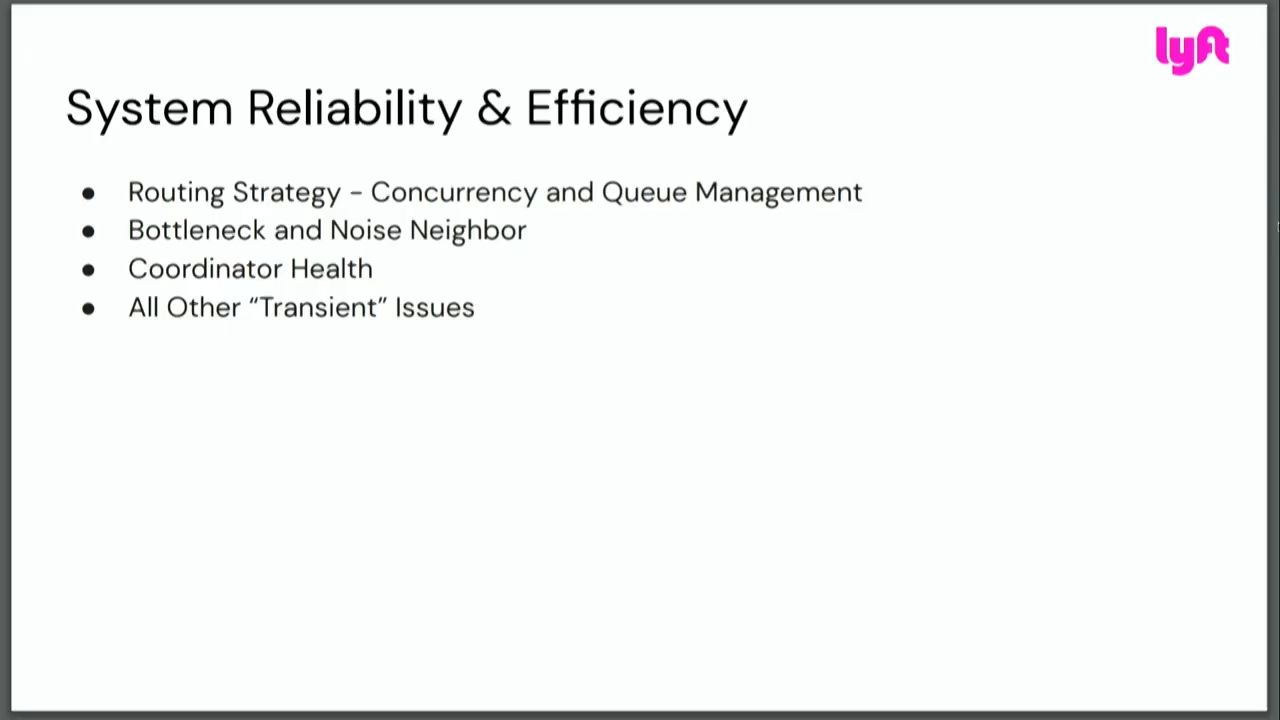 lyft
System Reliability & Efficiency
● Routing Strategy - Concurrency and Queue Management
● Bottleneck and Noise Neighbor
● Coordinator Health
● All Other “Transient” Issues